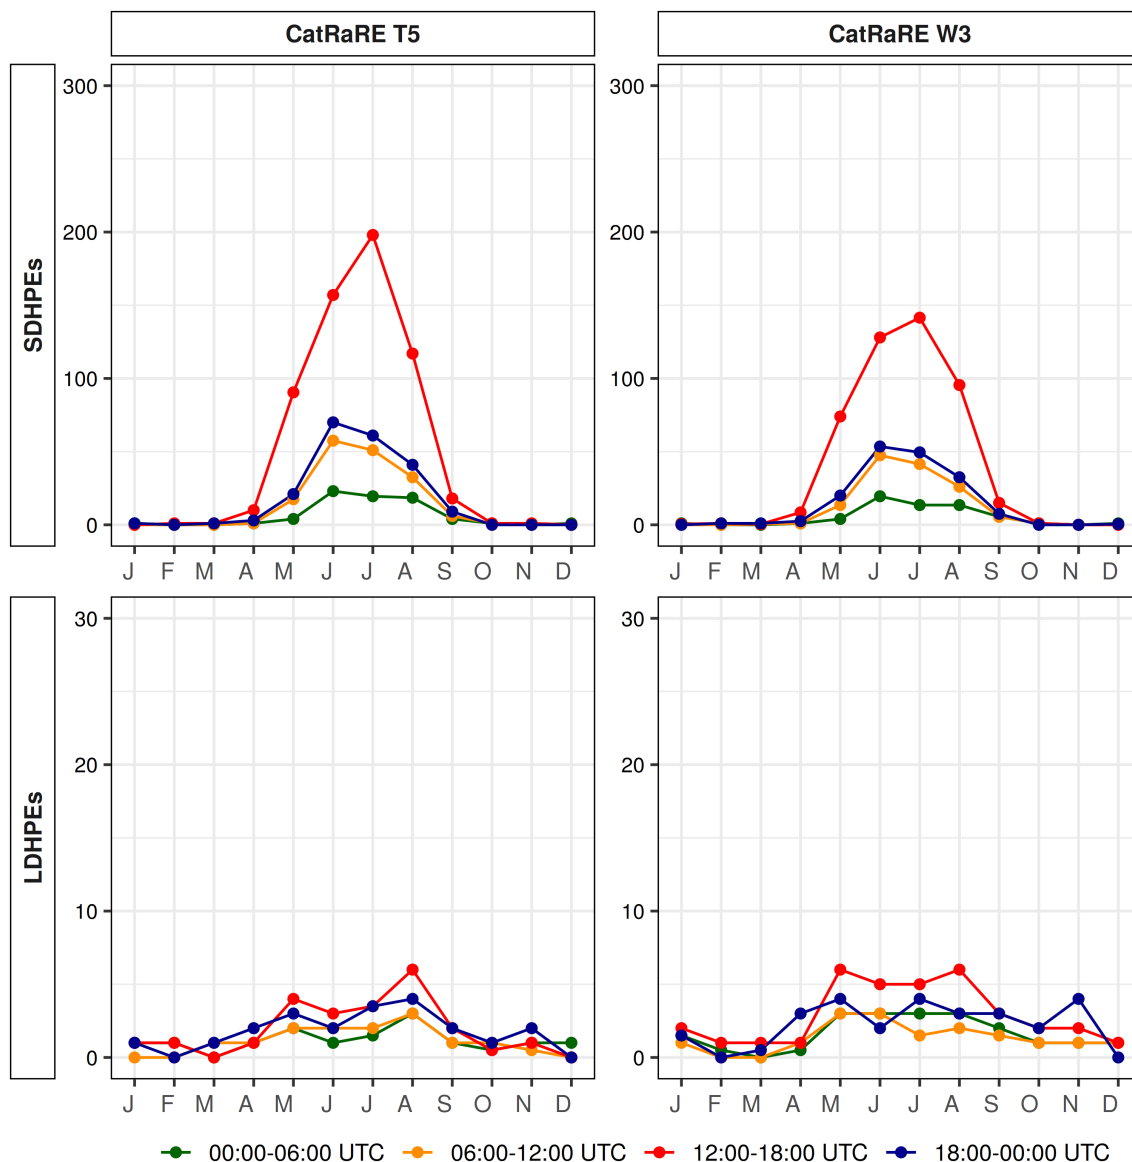 CatRaRE T5 CatRaRE W3
SDHPEs
300
200
100
0
300
200
100
0
J F M A M J J A S O N D
J F M A M J J A S O N D
LDHPEs
30
20
10
0
30
20
10
0
J F M A M J J A S O N D
J F M A M J J A S O N D
00:00-06:00 UTC 06:00-12:00 UTC 12:00-18:00 UTC 18:00-00:00 UTC